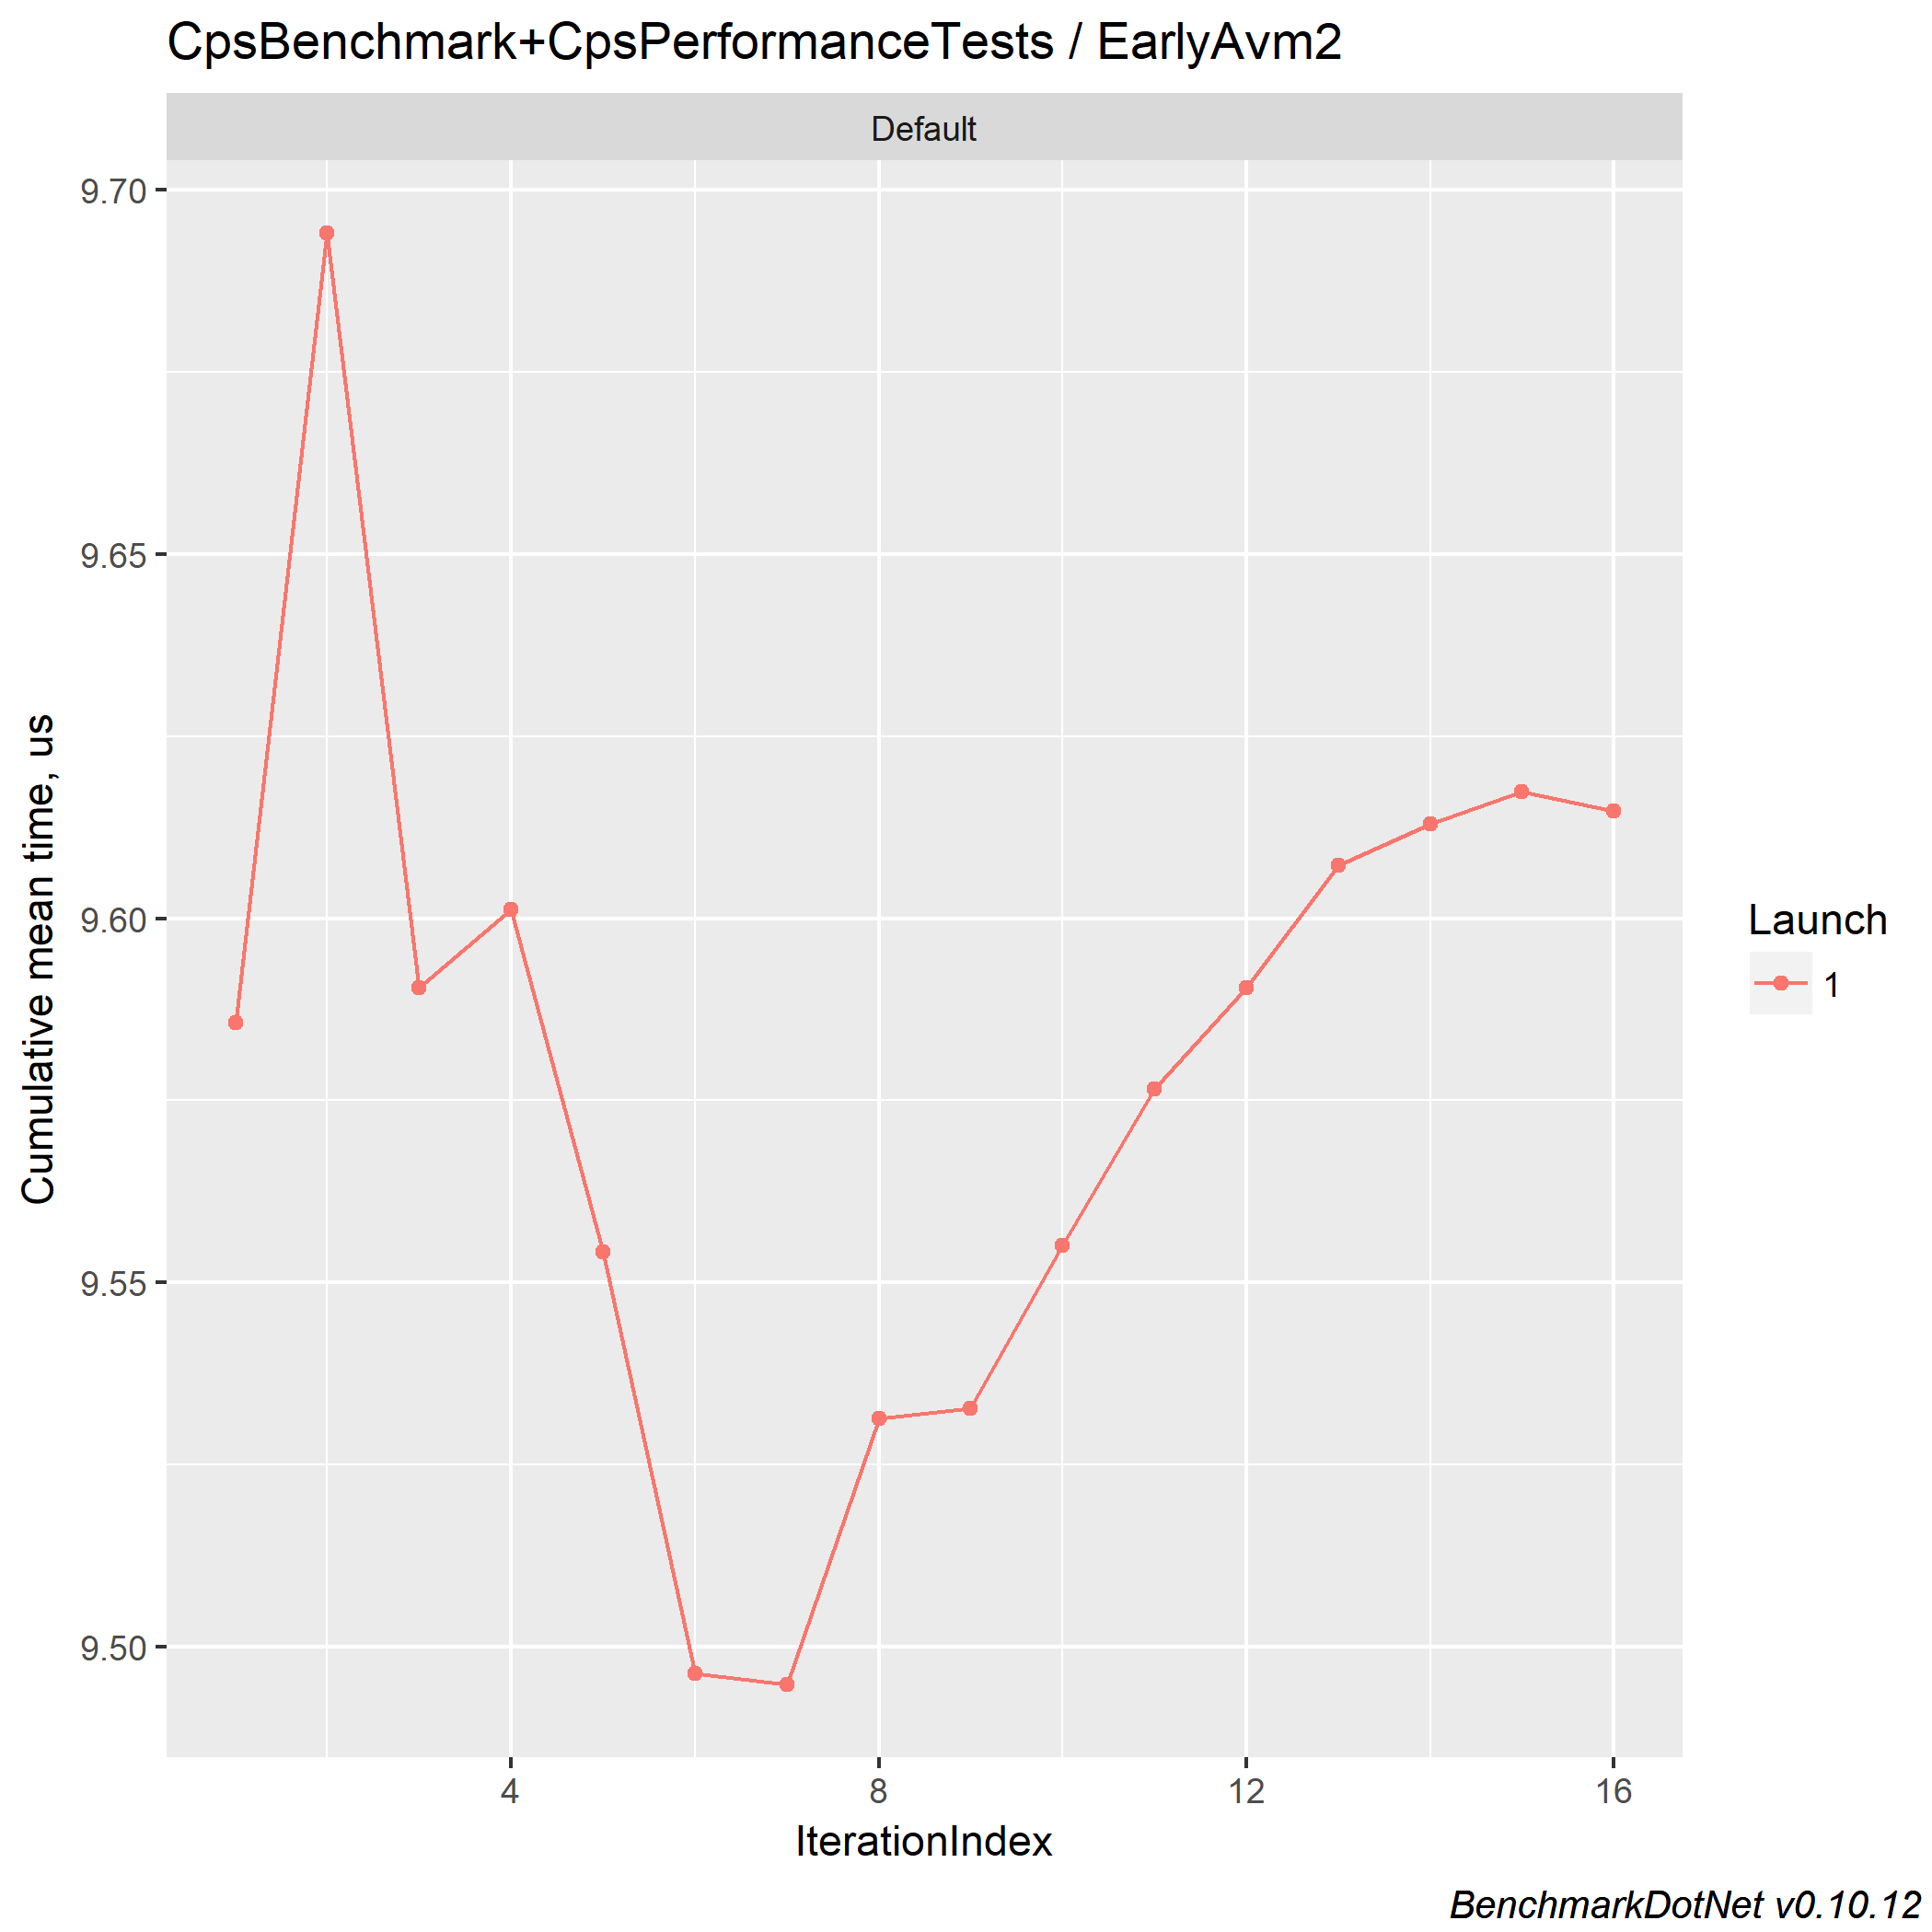 CpsBenchmark+CpsPerformanceTests / EarlyAvm2
Default
9.70
9.65
9.60
9.55
9.50
Cumulative mean time, us
4
8
12
16
IterationIndex
Launch
1
BenchmarkDotNet v0.10.12